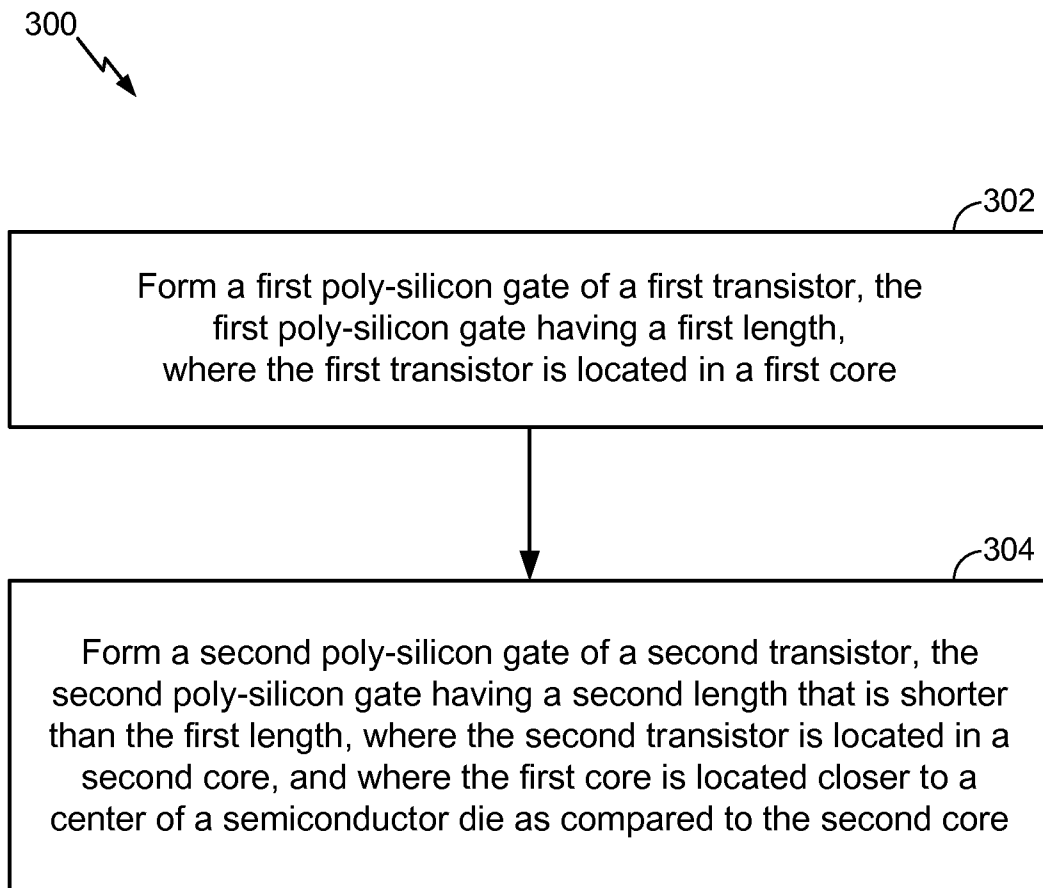 300
302
Form a first poly-silicon gate of a first transistor, the
first poly-silicon gate having a first length,
where the first transistor is located in a first core
304
Form a second poly-silicon gate of a second transistor, the
second poly-silicon gate having a second length that is shorter
than the first length, where the second transistor is located in a
second core, and where the first core is located closer to a
center of a semiconductor die as compared to the second core